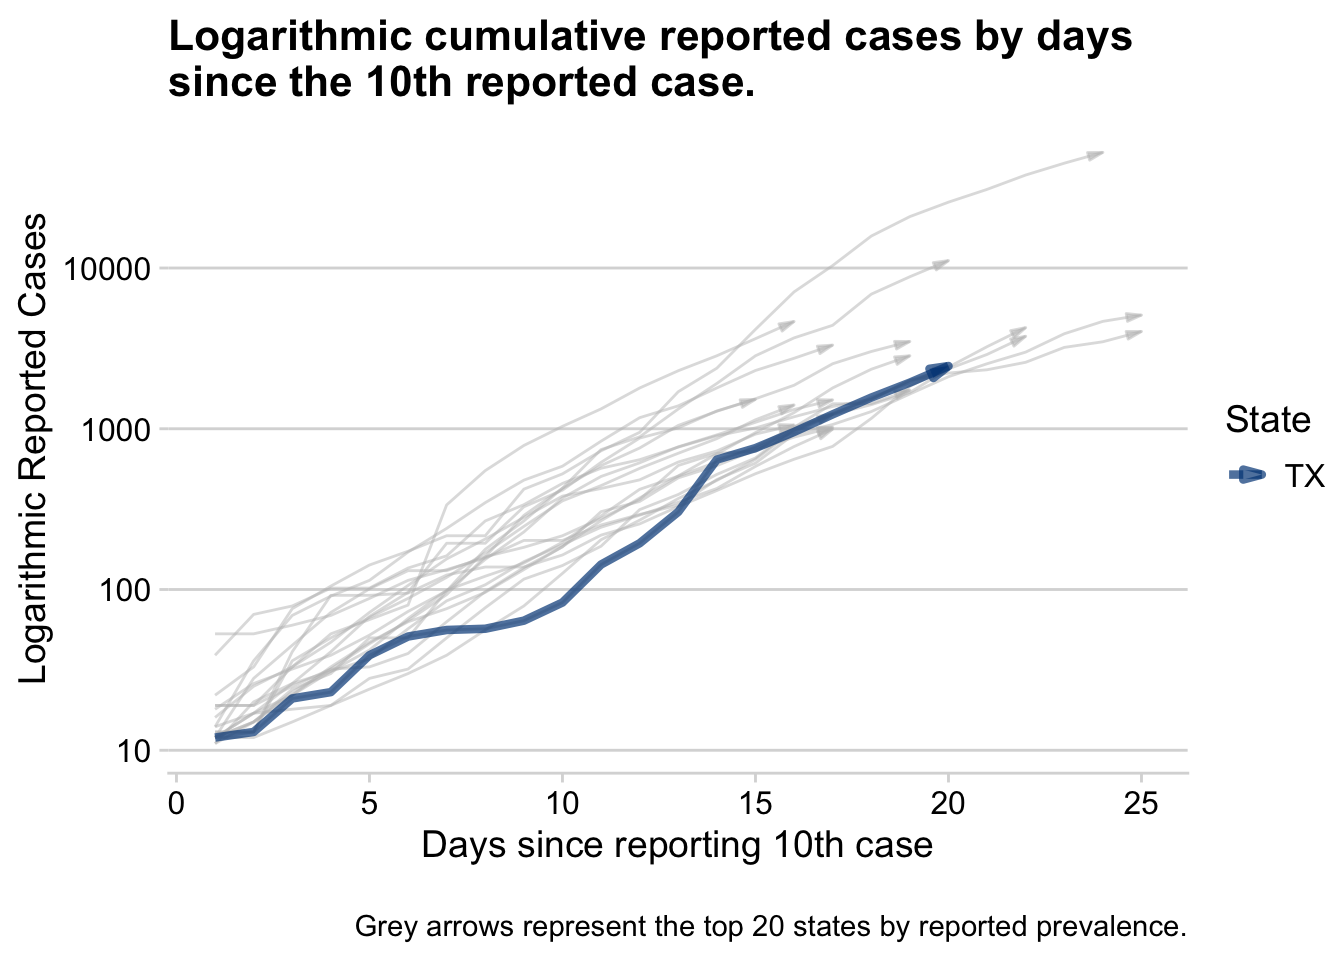 Logarithmic cumulative reported cases by days
since the 10th reported case.
Logarithmic Reported Cases
10000
1000
100
10
0 5 10 15 20 25
Days since reporting 10th case
State
TX
Grey arrows represent the top 20 states by reported prevalence.